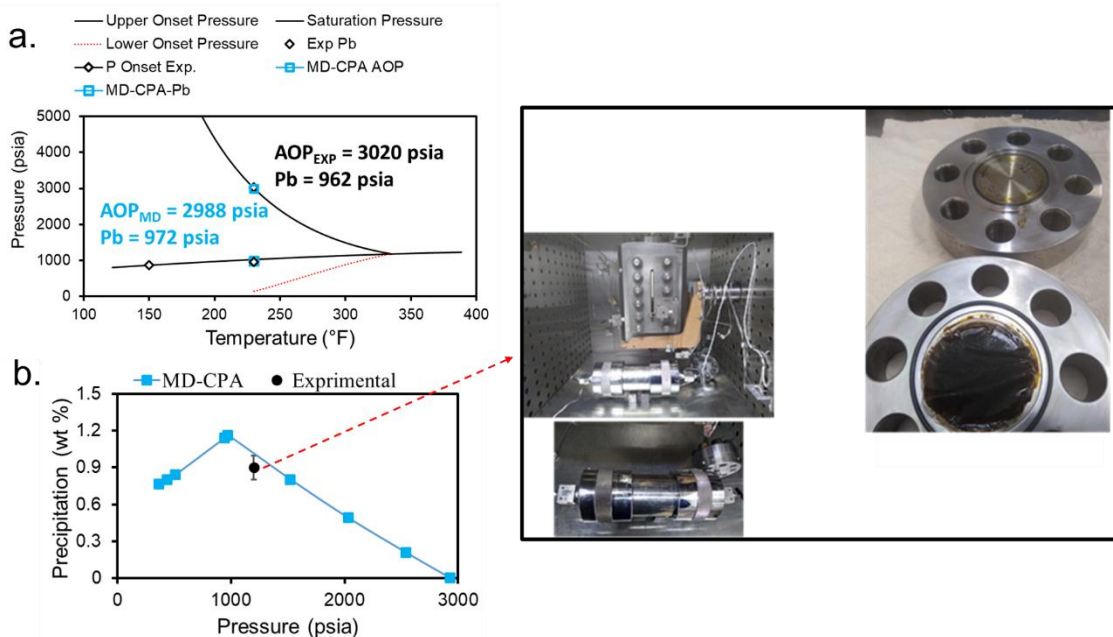 a.
Upper Onset Pressure Saturation Pressure
Lower Onset Pressure Exp Pb
P Onset Exp. MD-CPA AOP
MD-CPA-Pb
Pressure (psia)
5000
4000
3000
2000
1000
0
AOPEXP = 3020 psia
Pb = 962 psia
AOPMD = 2988 psia
Pb = 972 psia
100 150 200 250 300 350 400
Temperature (°F)
b.
MD-CPA Exprimental
Precipitation (wt %)
1.5
1.2
0.9
0.6
0.3
0
0 1000 2000 3000
Pressure (psia)